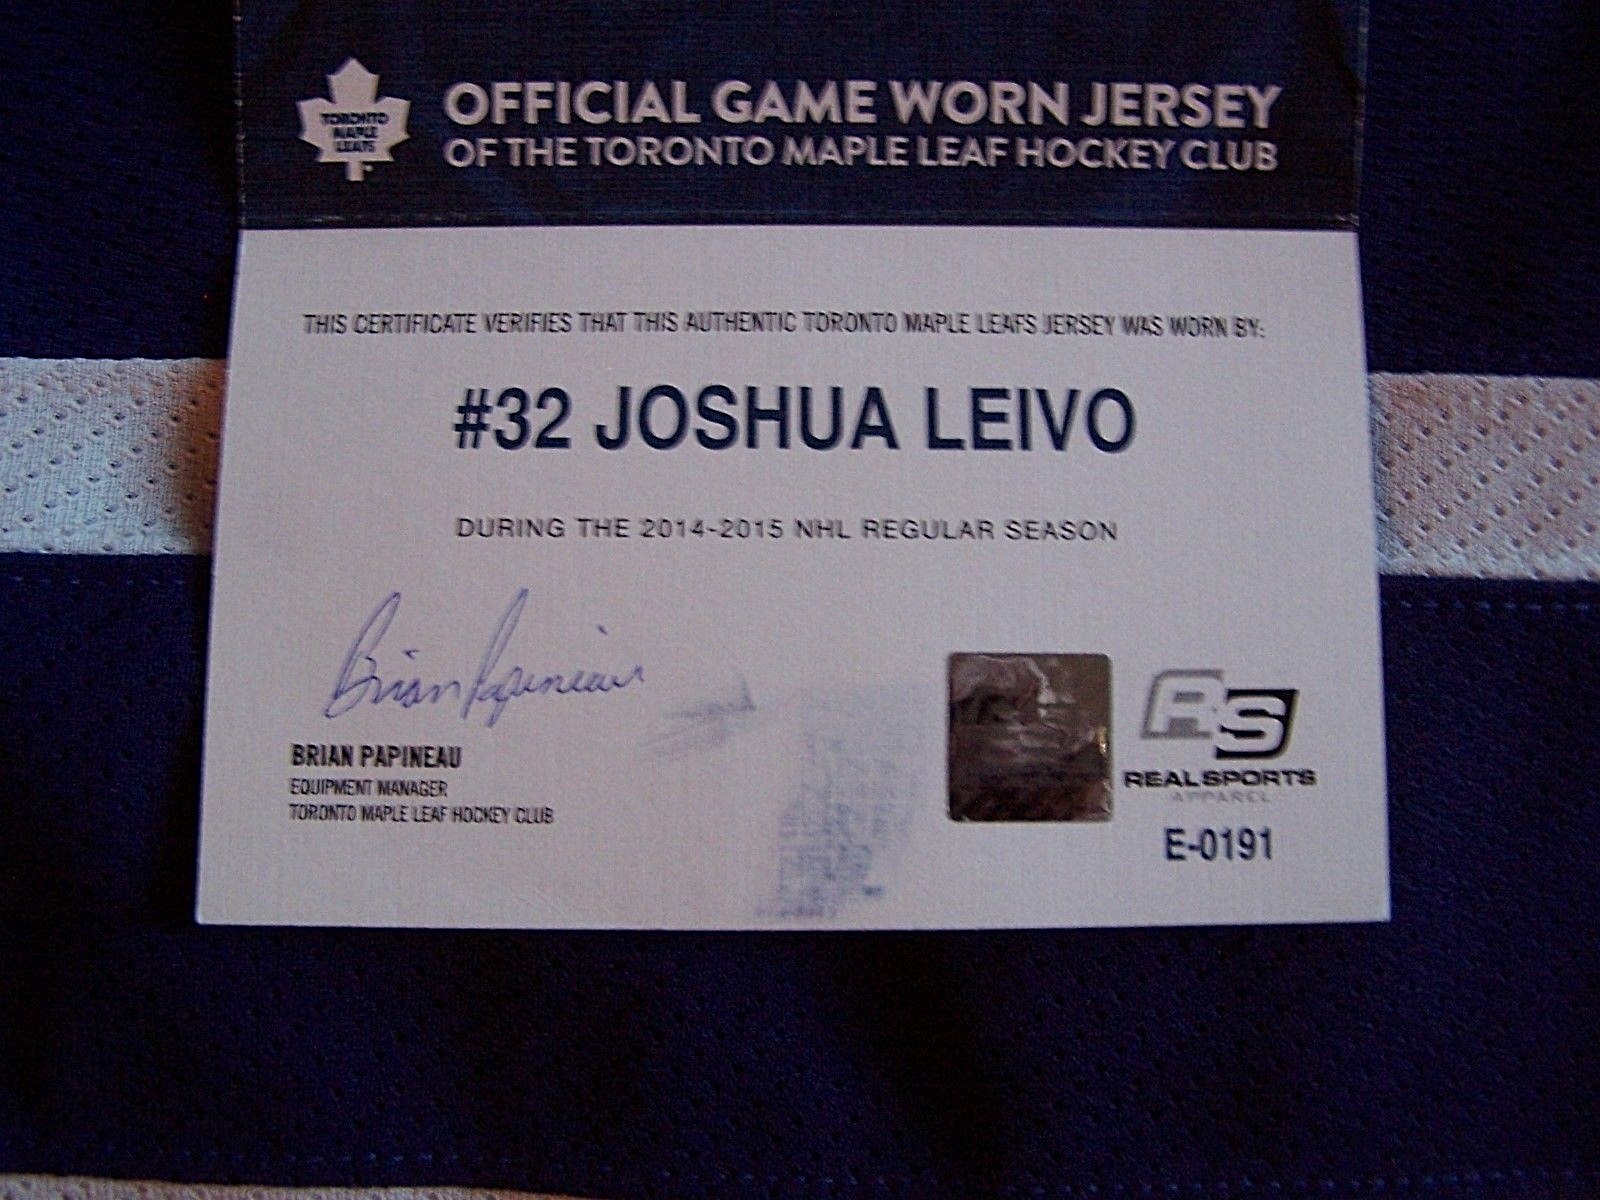 TORONTO
MAPLE
LEAFS
OFFICIAL GAME WORN JERSEY
OF THE TORONTO MAPLE LEAF HOCKEY CLUB
THIS CERTIFICATE VERIFIES THAT THIS AUTHENTIC TORONTO MAPLE LEAFS JERSEY WAS WORN BY:
#32 JOSHUA LEIVO
DURING THE 2014-2015 NHL REGULAR SEASON
Brian Papineau
BRIAN PAPINEAU
EQUIPMENT MANAGER
TORONTO MAPLE LEAF HOCKEY CLUB
RS
REAL SPORTS
APPAREL
E-0191